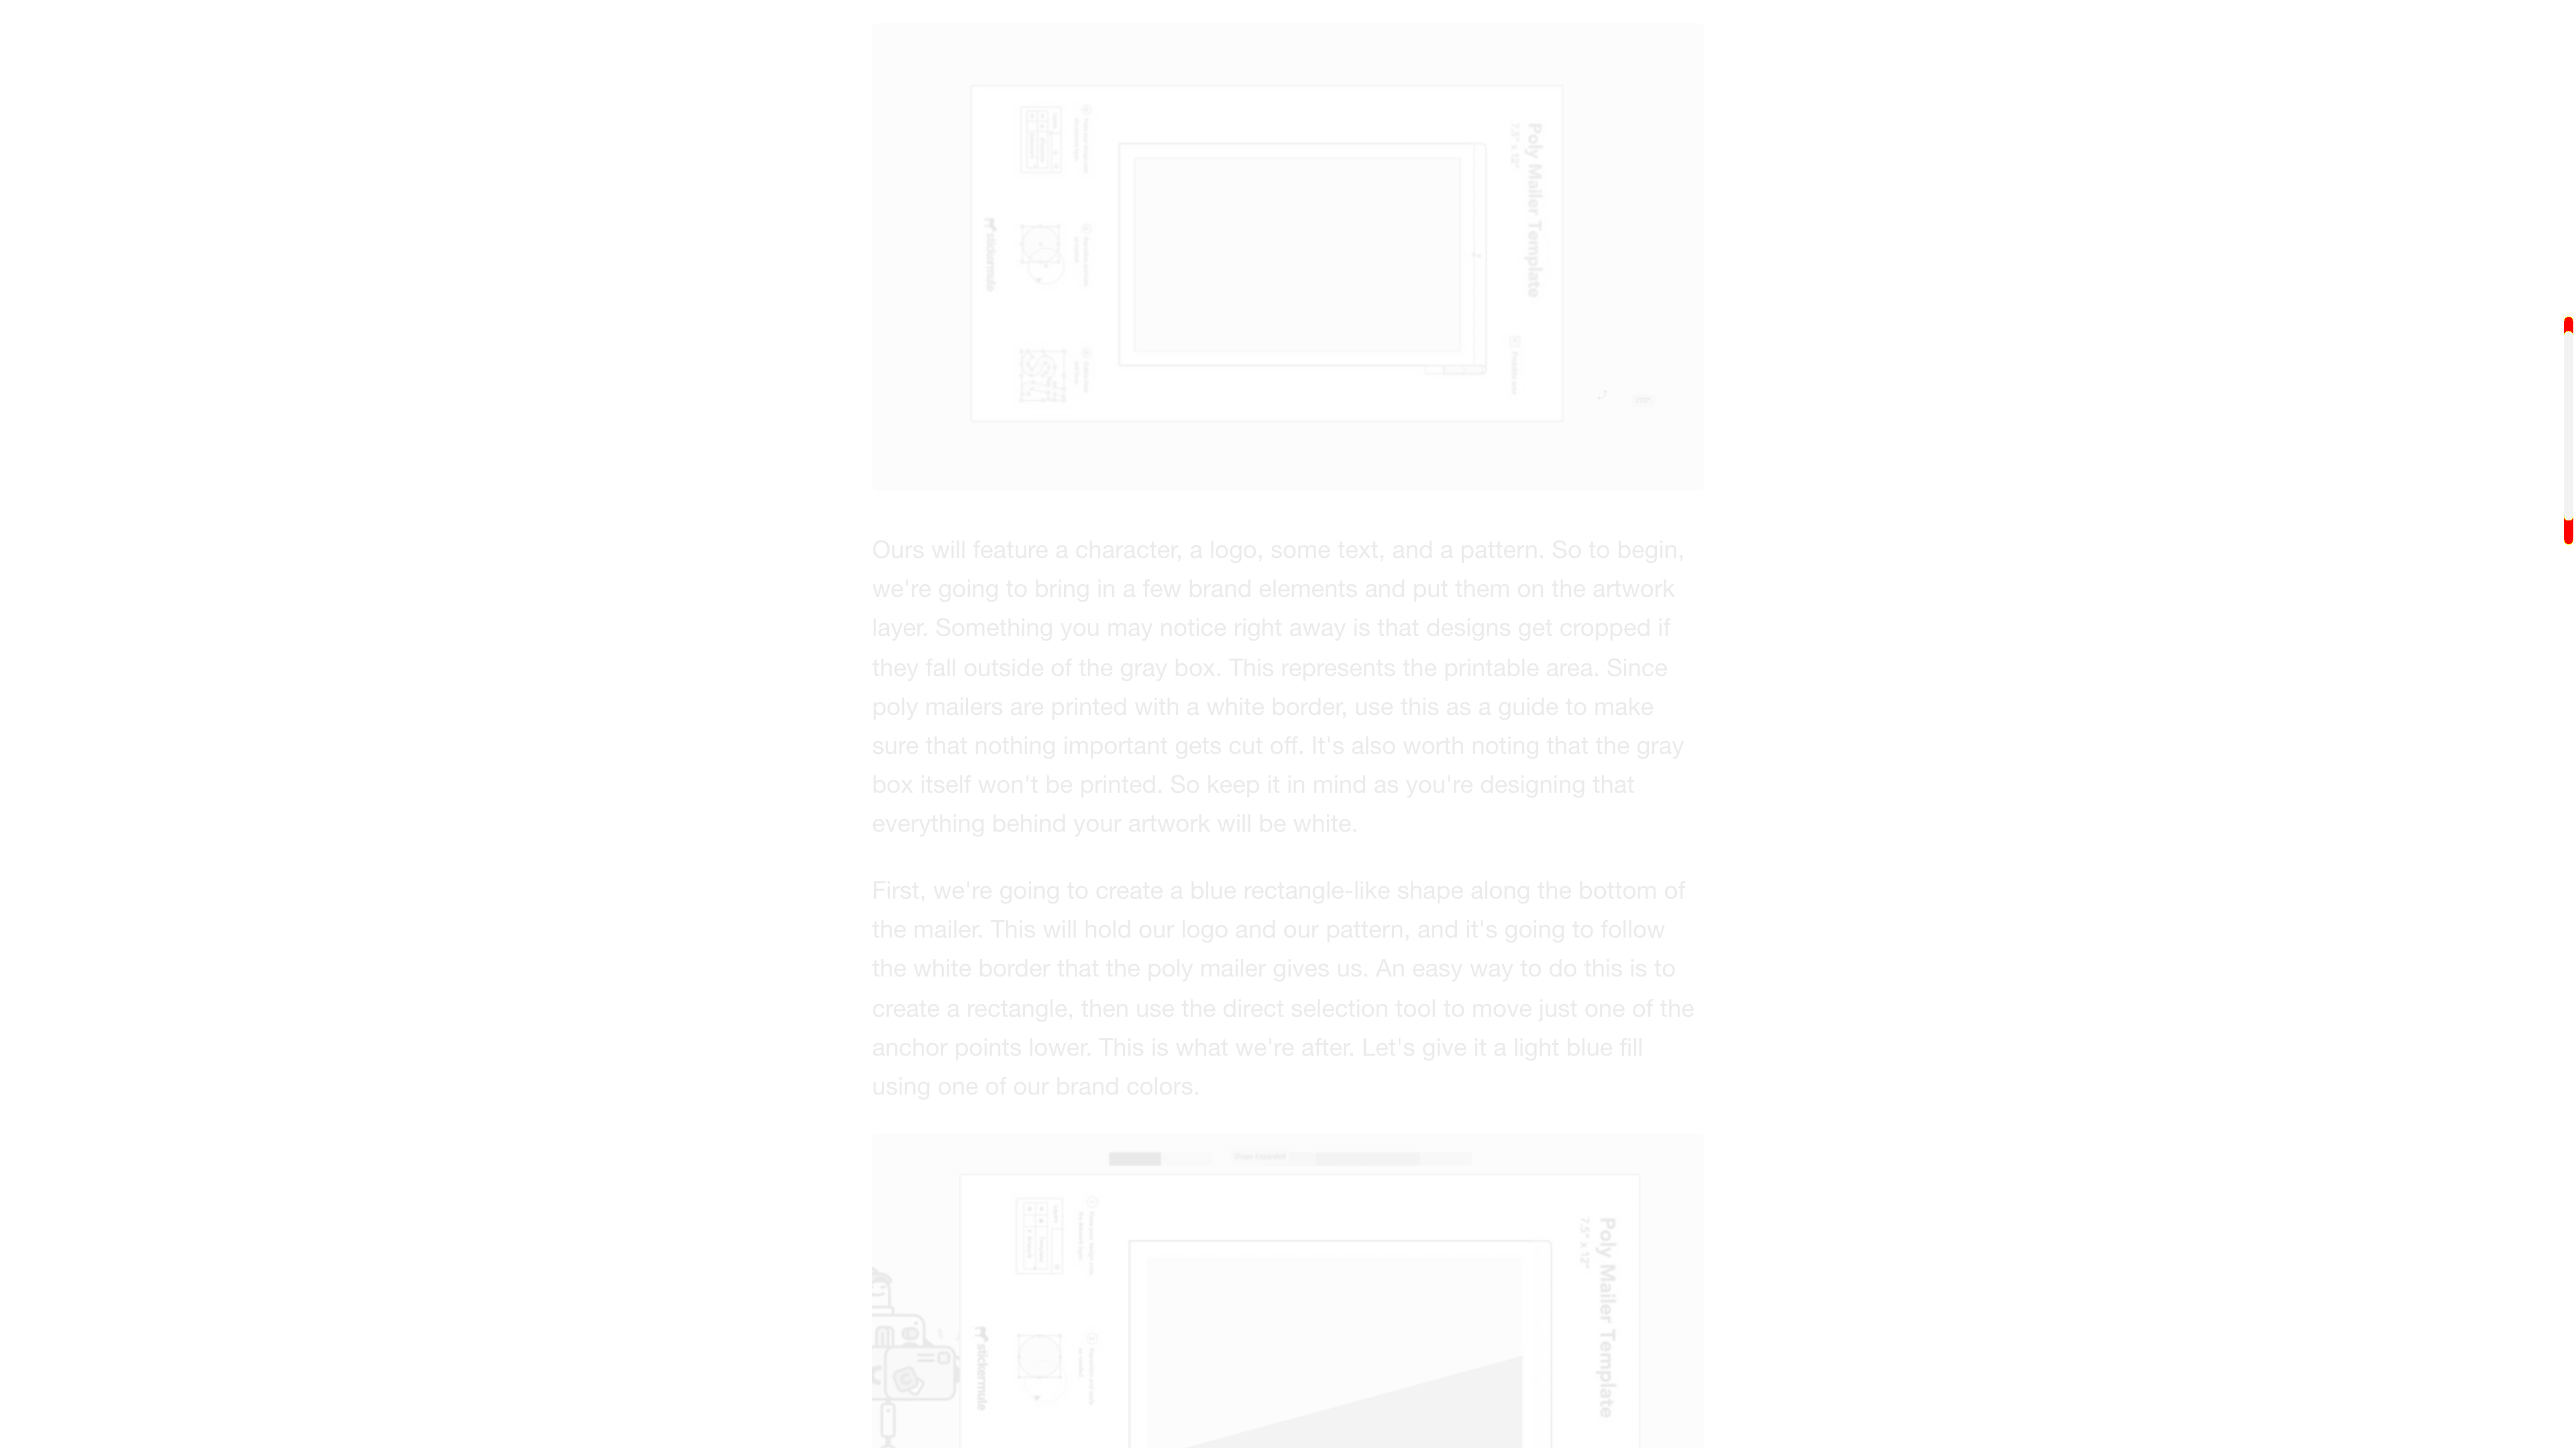 Poly Mailer Template
7.5" x 12"
Printable area
stickermule
Ours will feature a character, a logo, some text, and a pattern. So to begin,
we're going to bring in a few brand elements and put them on the artwork
layer. Something you may notice right away is that designs get cropped if
they fall outside of the gray box. This represents the printable area. Since
poly mailers are printed with a white border, use this as a guide to make
sure that nothing important gets cut off. It's also worth noting that the gray
box itself won't be printed. So keep it in mind as you're designing that
everything behind your artwork will be white.
First, we're going to create a blue rectangle-like shape along the bottom of
the mailer. This will hold our logo and our pattern, and it's going to follow
the white border that the poly mailer gives us. An easy way to do this is to
create a rectangle, then use the direct selection tool to move just one of the
anchor points lower. This is what we're after. Let's give it a light blue fill
using one of our brand colors.
Poly Mailer Template
7.5" x 12"
stickermule